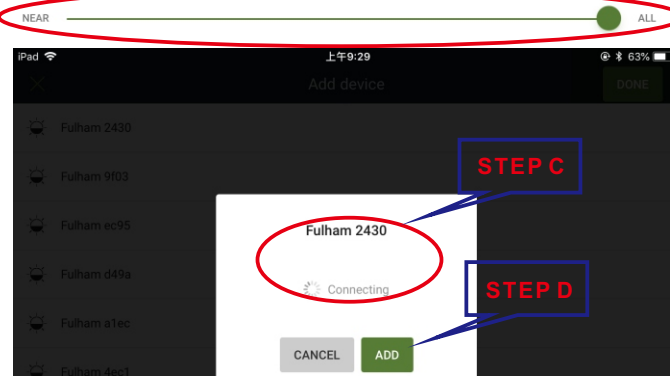 NEAR ALL
iPad 上午9:29 63%
Add device DONE
Fulham 2430
Fulham 9f03
STEP C
Fulham ec95
Fulham 2430
Fulham d49a
Connecting
STEP D
Fulham a1ec
CANCEL ADD
Fulham 4ec1